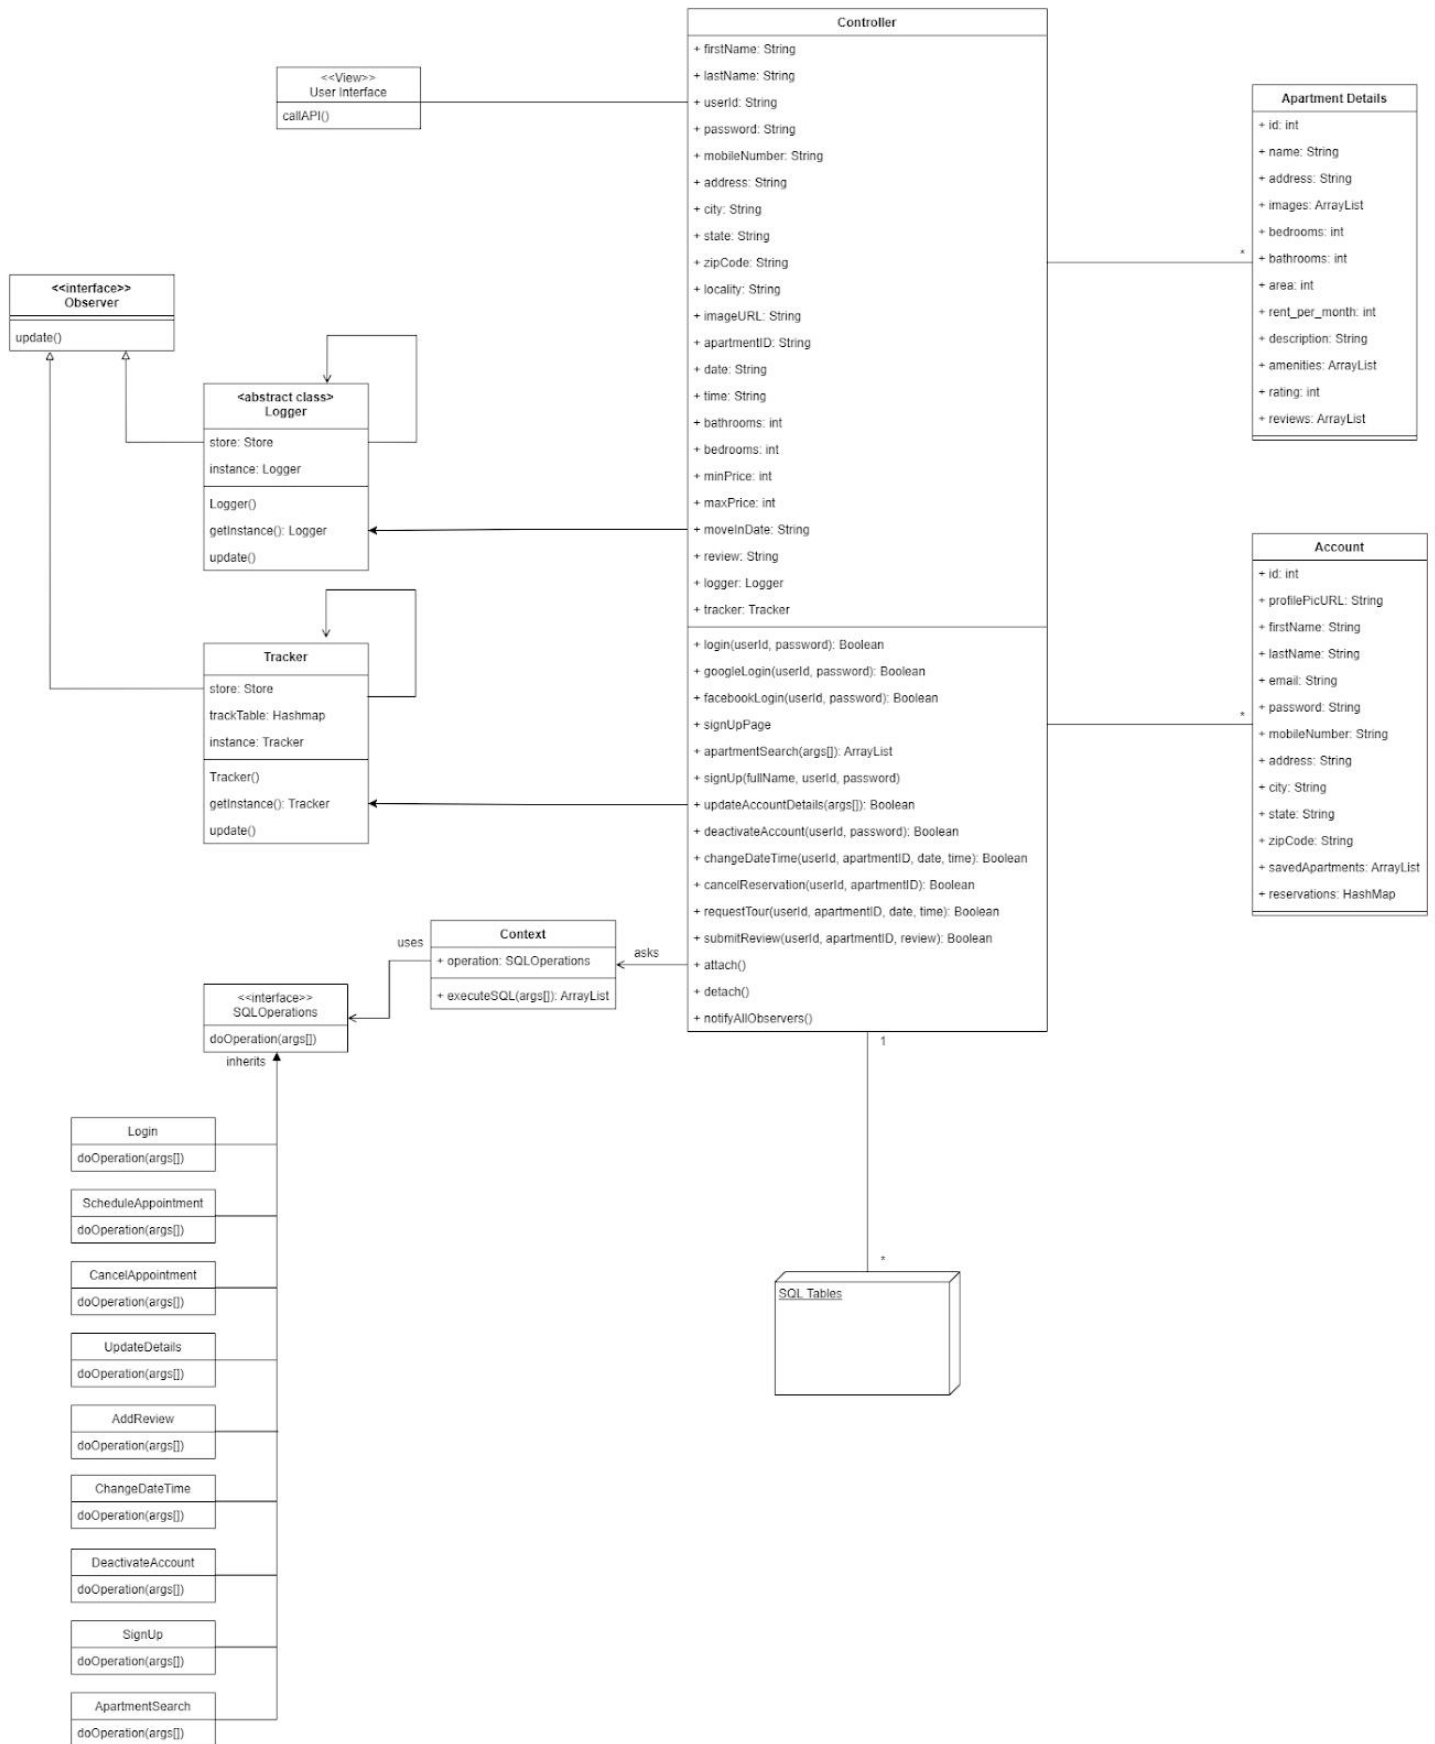 Controller
+ firstName: String
+ lastName: String
+ userId: String
+ password: String
+ mobileNumber: String
+ address: String
+ city: String
+ state: String
+ zipCode: String
+ locality: String
+ imageURL: String
+ apartmentID: String
+ date: String
+ time: String
+ bathrooms: int
+ bedrooms: int
+ minPrice: int
+ maxPrice: int
+ moveInDate: String
+ review: String
+ logger: Logger
+ tracker: Tracker
+ login(userId, password): Boolean
+ googleLogin(userId, password): Boolean
+ facebookLogin(userId, password): Boolean
+ signUpPage
+ apartmentSearch(args[]): ArrayList
+ signUp(fullName, userId, password)
+ updateAccountDetails(args[]): Boolean
+ deactivateAccount(userId, password): Boolean
+ changeDateTime(userId, apartmentID, date, time): Boolean
+ cancelReservation(userId, apartmentID): Boolean
+ requestTour(userId, apartmentID, date, time): Boolean
+ submitReview(userId, apartmentID, review): Boolean
+ attach()
+ detach()
+ notifyAllObservers()
<<View>>
User Interface
callAPI()
Apartment Details
+ id: int
+ name: String
+ address: String
+ images: ArrayList
+ bedrooms: int
+ bathrooms: int
+ area: int
+ rent_per_month: int
+ description: String
+ amenities: ArrayList
+ rating: int
+ reviews: ArrayList
*
<<interface>>
Observer
update()
<abstract class>
Logger
store: Store
instance: Logger
Logger()
getInstance(): Logger
update()
Account
+ id: int
+ profilePicURL: String
+ firstName: String
+ lastName: String
+ email: String
+ password: String
+ mobileNumber: String
+ address: String
+ city: String
+ state: String
+ zipCode: String
+ savedApartments: ArrayList
+ reservations: HashMap
*
Tracker
store: Store
trackTable: Hashmap
instance: Tracker
Tracker()
getInstance(): Tracker
update()
Context
+ operation: SQLOperations
+ executeSQL(args[]): ArrayList
uses
asks
<<interface>>
SQLOperations
doOperation(args[])
inherits
1
*
SQL Tables
Login
doOperation(args[])
ScheduleAppointment
doOperation(args[])
CancelAppointment
doOperation(args[])
UpdateDetails
doOperation(args[])
AddReview
doOperation(args[])
ChangeDateTime
doOperation(args[])
DeactivateAccount
doOperation(args[])
SignUp
doOperation(args[])
ApartmentSearch
doOperation(args[])